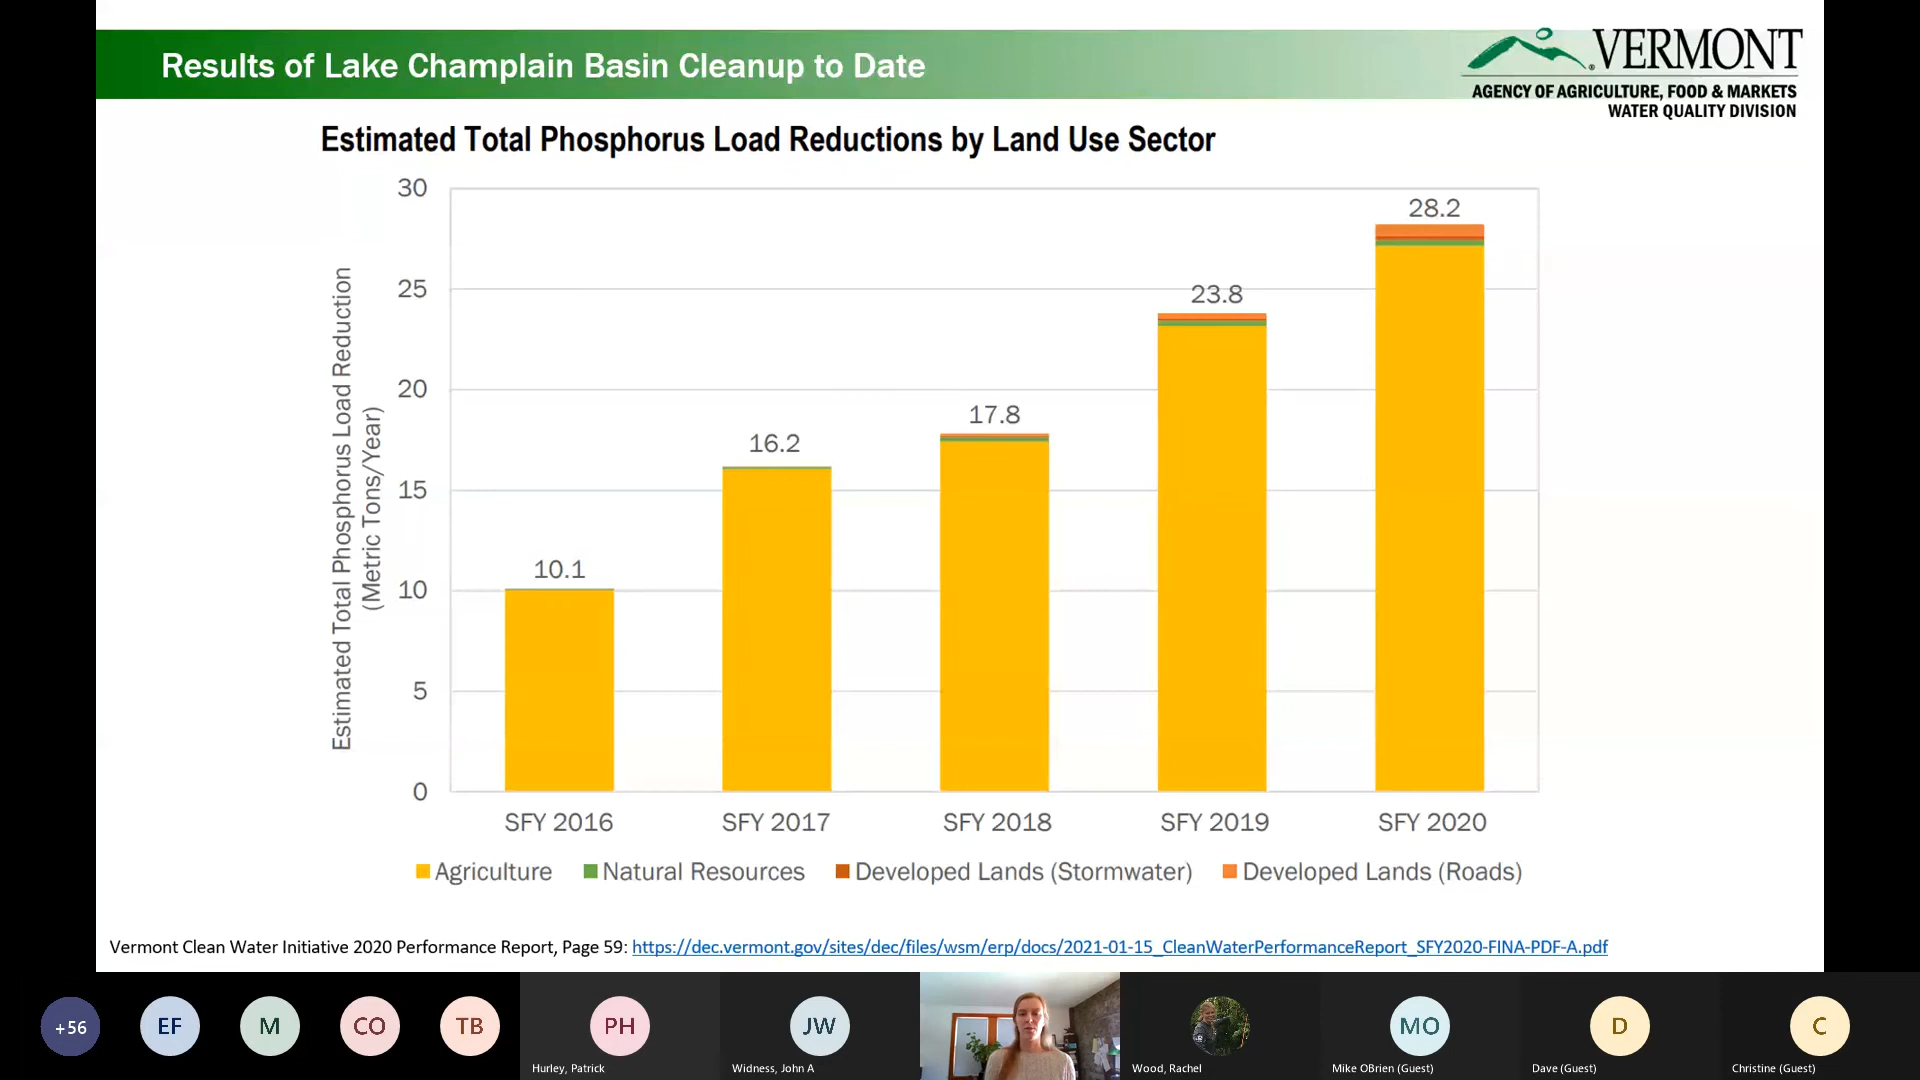 Results of Lake Champlain Basin Cleanup to Date
VERMONT
AGENCY OF AGRICULTURE, FOOD & MARKETS
WATER QUALITY DIVISION
Estimated Total Phosphorus Load Reductions by Land Use Sector
Estimated Total Phosphorus Load Reduction
(Metric Tons/Year)
30
25
20
15
10
5
0
10.1
16.2
17.8
23.8
28.2
SFY 2016 SFY 2017 SFY 2018 SFY 2019 SFY 2020
Agriculture Natural Resources Developed Lands (Stormwater) Developed Lands (Roads)
Vermont Clean Water Initiative 2020 Performance Report, Page 59: https://dec.vermont.gov/sites/dec/files/wsm/erp/docs/2021-01-15_CleanWaterPerformanceReport_SFY2020-FINA-PDF-A.pdf
+56 EF M CO TB PH JW MO D C
Hurley, Patrick Widness, John A Wood, Rachel Mike OBrien (Guest) Dave (Guest) Christine (Guest)